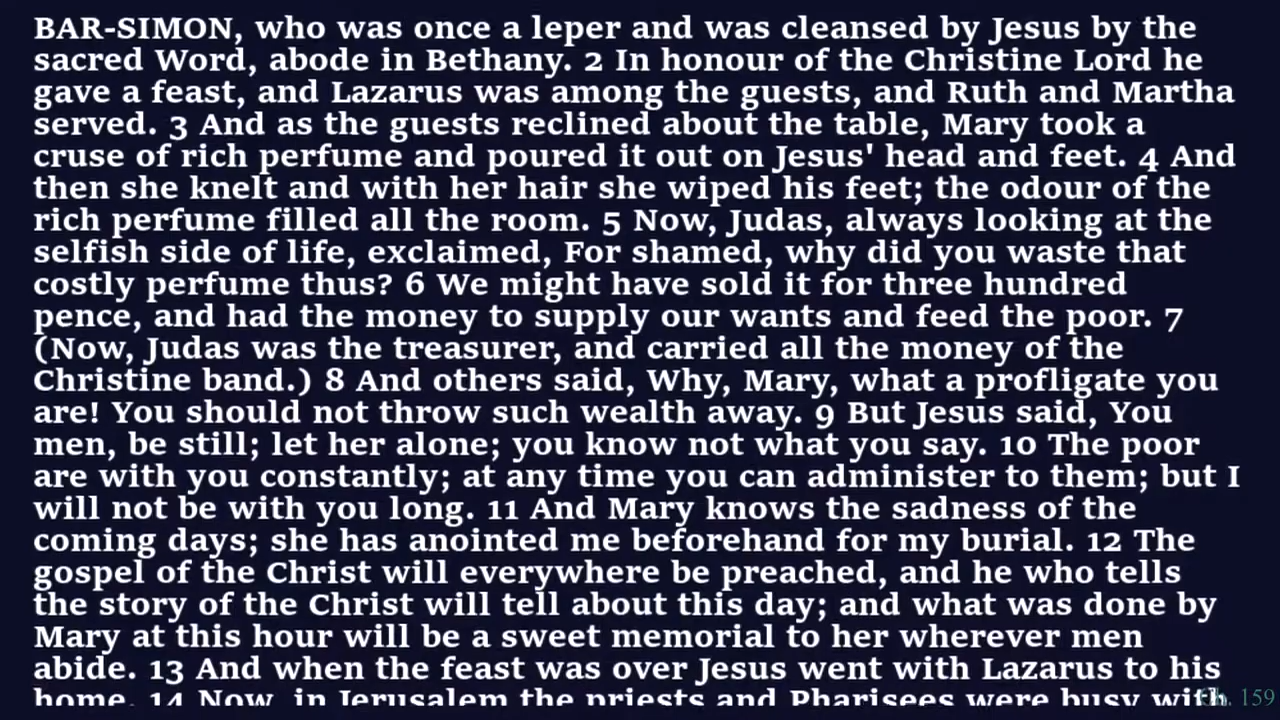 BAR-SIMON, who was once a leper and was cleansed by Jesus by the
sacred Word, abode in Bethany. 2 In honour of the Christine Lord he
gave a feast, and Lazarus was among the guests, and Ruth and Martha
served. 3 And as the guests reclined about the table, Mary took a
cruse of rich perfume and poured it out on Jesus' head and feet. 4 And
then she knelt and with her hair she wiped his feet; the odour of the
rich perfume filled all the room. 5 Now, Judas, always looking at the
selfish side of life, exclaimed, For shamed, why did you waste that
costly perfume thus? 6 We might have sold it for three hundred
pence, and had the money to supply our wants and feed the poor. 7
(Now, Judas was the treasurer, and carried all the money of the
Christine band.) 8 And others said, Why, Mary, what a profligate you
are! You should not throw such wealth away. 9 But Jesus said, You
men, be still; let her alone; you know not what you say. 10 The poor
are with you constantly; at any time you can administer to them; but I
will not be with you long. 11 And Mary knows the sadness of the
coming days; she has anointed me beforehand for my burial. 12 The
gospel of the Christ will everywhere be preached, and he who tells
the story of the Christ will tell about this day; and what was done by
Mary at this hour will be a sweet memorial to her wherever men
abide. 13 And when the feast was over Jesus went with Lazarus to his
home. 14 Now, in Jerusalem the priests and Pharisees were busy with
Ch. 159